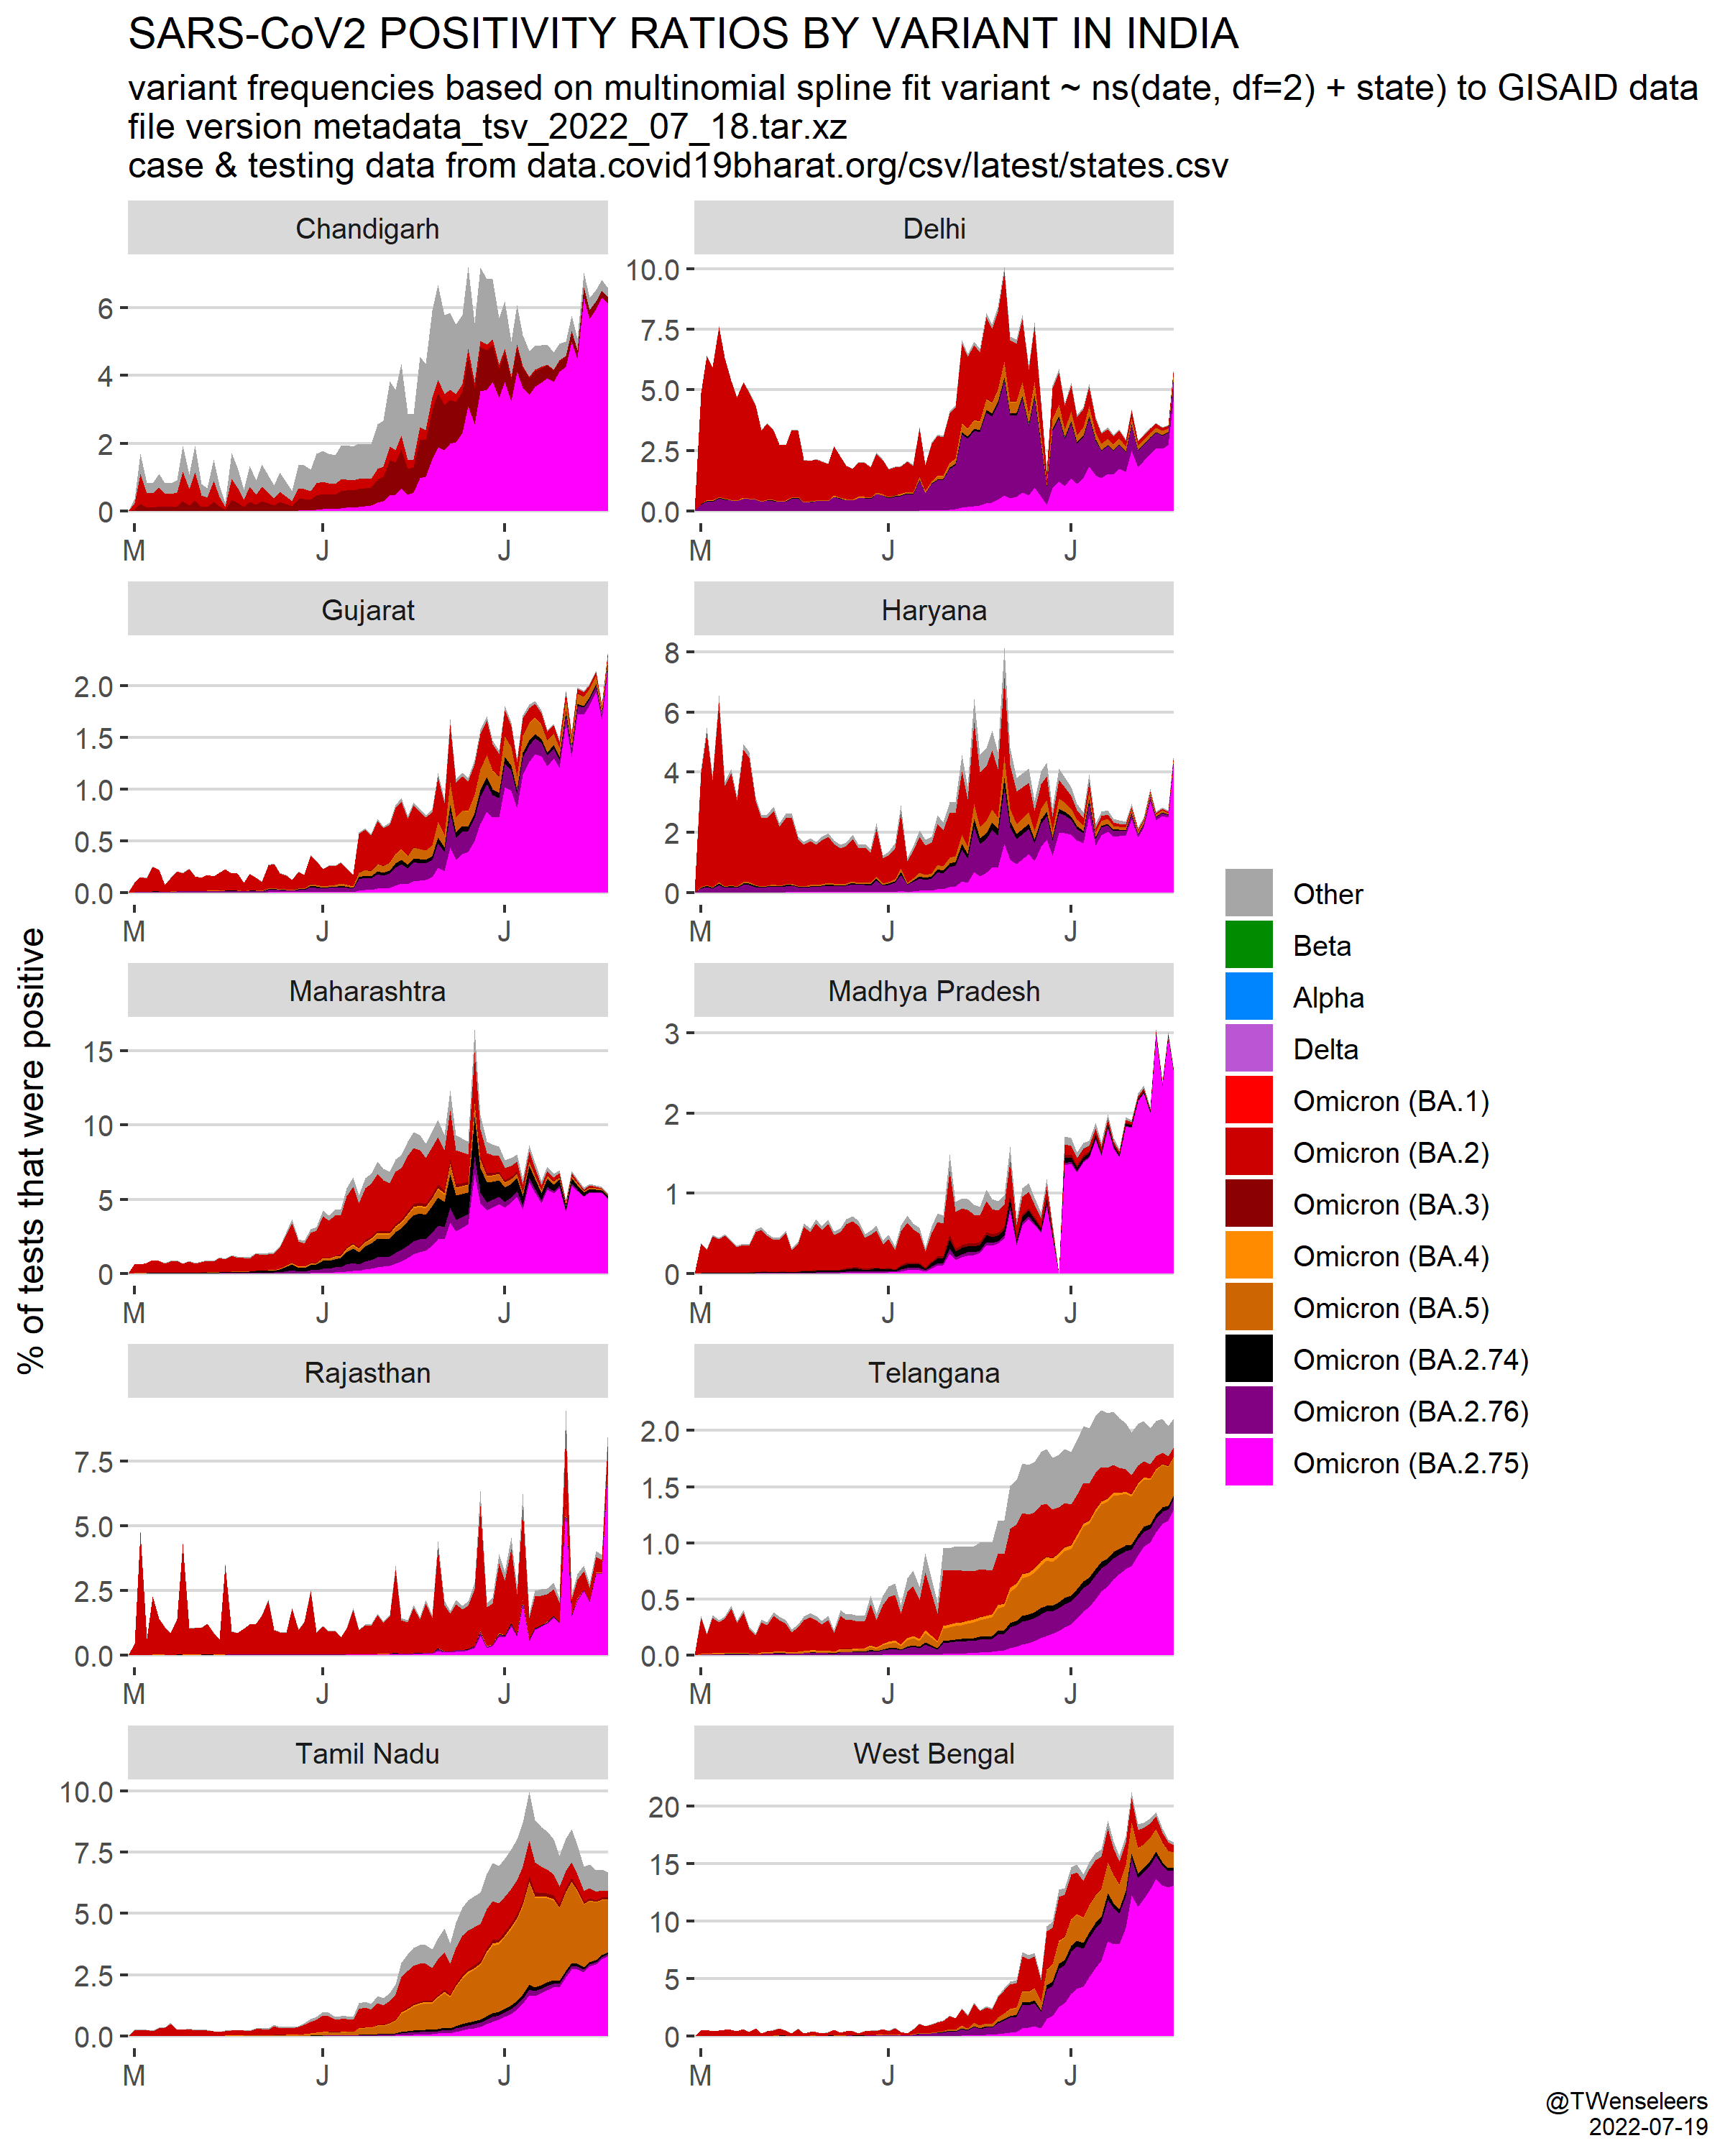 SARS-CoV2 POSITIVITY RATIOS BY VARIANT IN INDIA
variant frequencies based on multinomial spline fit variant ~ ns(date, df=2) + state) to GISAID data
file version metadata_tsv_2022_07_18.tar.xz
case & testing data from data.covid19bharat.org/csv/latest/states.csv
% of tests that were positive
Chandigarh
6
4
2
0
M J J
Delhi
10.0
7.5
5.0
2.5
0.0
M J J
Gujarat
2.0
1.5
1.0
0.5
0.0
M J J
Haryana
8
6
4
2
0
M J J
Maharashtra
15
10
5
0
M J J
Madhya Pradesh
3
2
1
0
M J J
Rajasthan
7.5
5.0
2.5
0.0
M J J
Telangana
2.0
1.5
1.0
0.5
0.0
M J J
Tamil Nadu
10.0
7.5
5.0
2.5
0.0
M J J
West Bengal
20
15
10
5
0
M J J
Other
Beta
Alpha
Delta
Omicron (BA.1)
Omicron (BA.2)
Omicron (BA.3)
Omicron (BA.4)
Omicron (BA.5)
Omicron (BA.2.74)
Omicron (BA.2.76)
Omicron (BA.2.75)
@TWenseleers
2022-07-19